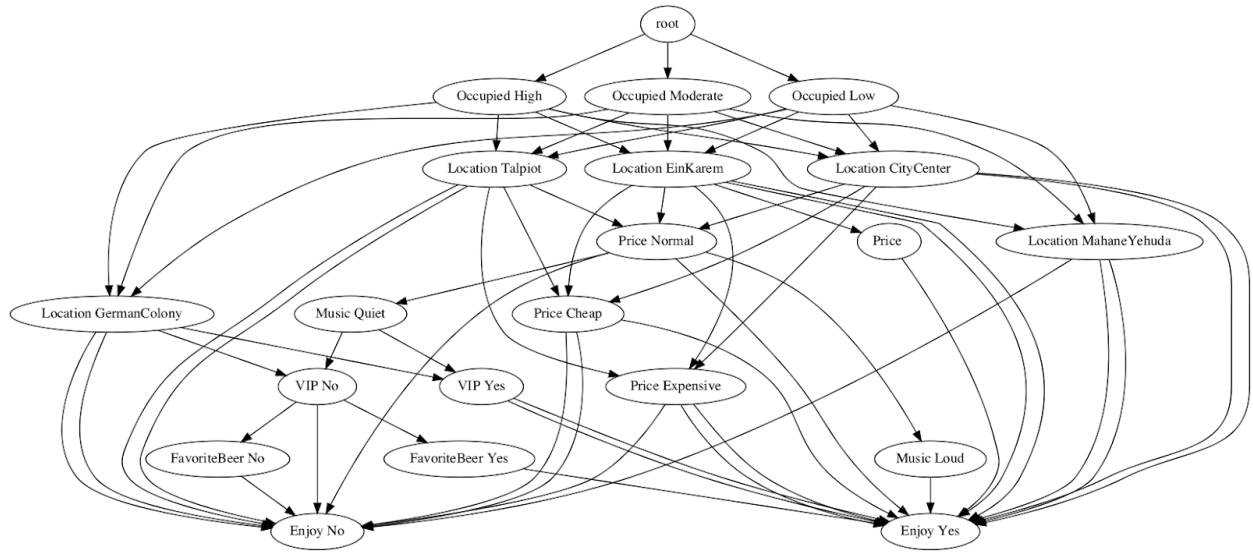 root
Occupied High
Occupied Moderate
Occupied Low
Location Talpiot
Location EinKarem
Location CityCenter
Price Normal
Price
Location MahaneYehuda
Location GermanColony
Music Quiet
Price Cheap
VIP No
VIP Yes
Price Expensive
FavoriteBeer No
FavoriteBeer Yes
Music Loud
Enjoy No
Enjoy Yes